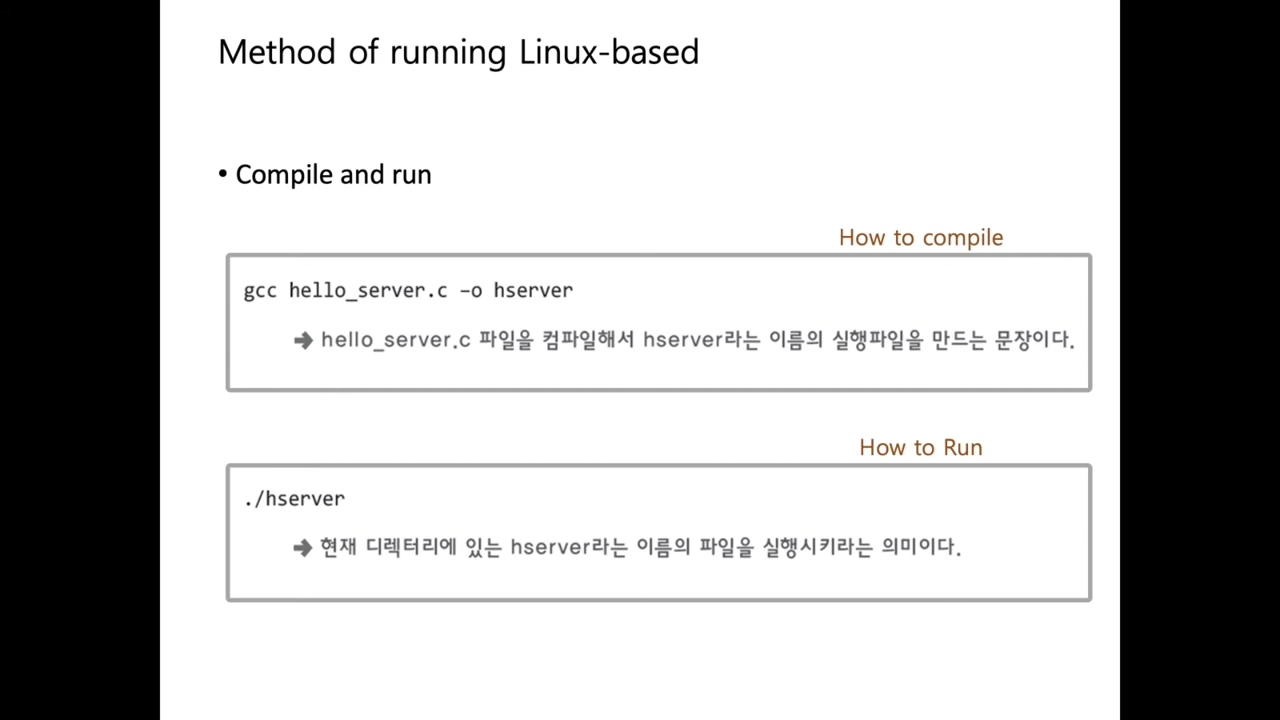 Method of running Linux-based
• Compile and run
How to compile
gcc hello_server.c –o hserver
➔ hello_server.c 파일을 컴파일해서 hserver라는 이름의 실행파일을 만드는 문장이다.
How to Run
./hserver
➔ 현재 디렉터리에 있는 hserver라는 이름의 파일을 실행시키라는 의미이다.